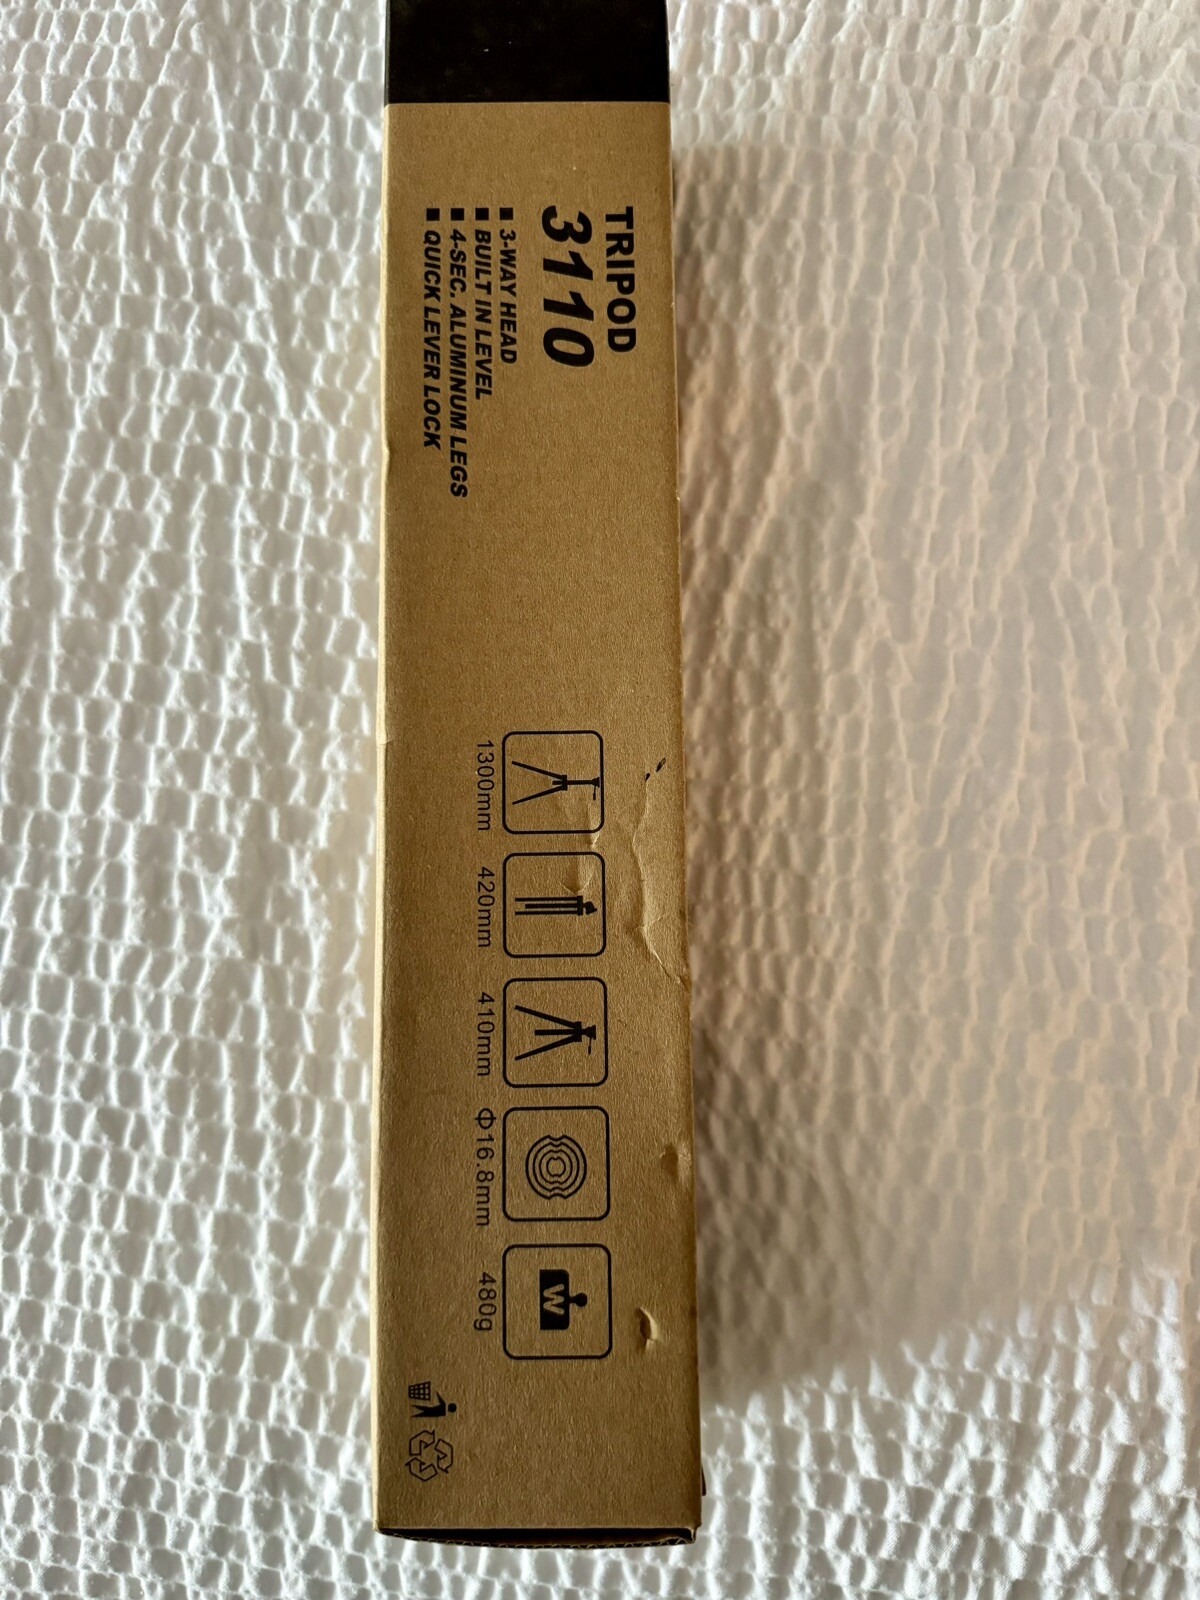 TRIPOD
3110
■ 3-WAY HEAD
■ BUILT IN LEVEL
■ 4-SEC. ALUMINUM LEGS
■ QUICK LEVER LOCK
W
1300mm 420mm 410mm Φ16.8mm 480g